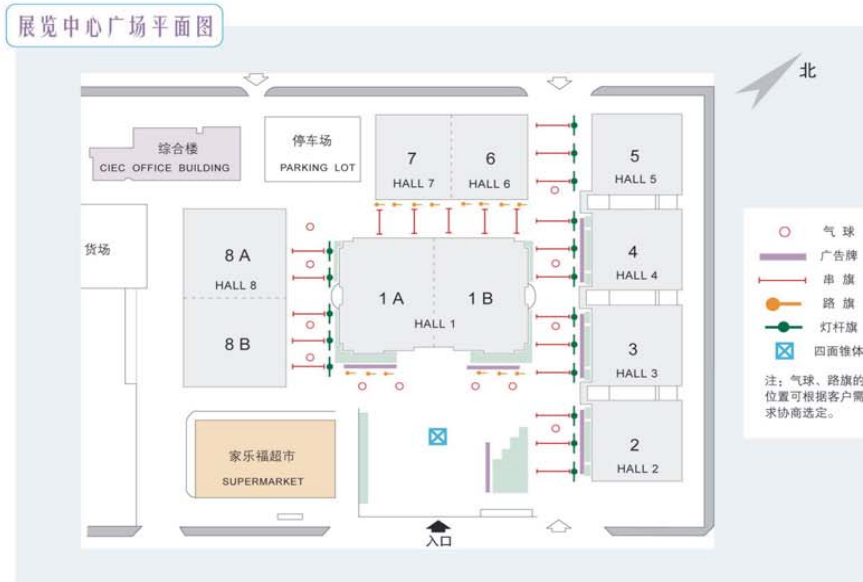 展览中心广场平面图
北
综合楼
CIEC OFFICE BUILDING
停车场
PARKING LOT
7
HALL 7
6
HALL 6
5
HALL 5
货场
8 A
HALL 8
8 B
1 A
1 B
HALL 1
4
HALL 4
3
HALL 3
2
HALL 2
家乐福超市
SUPERMARKET
入口
气 球
广告牌
串 旗
路 旗
灯杆旗
四面锥体
注：气球、路旗的
位置可根据客户需
求协商选定。